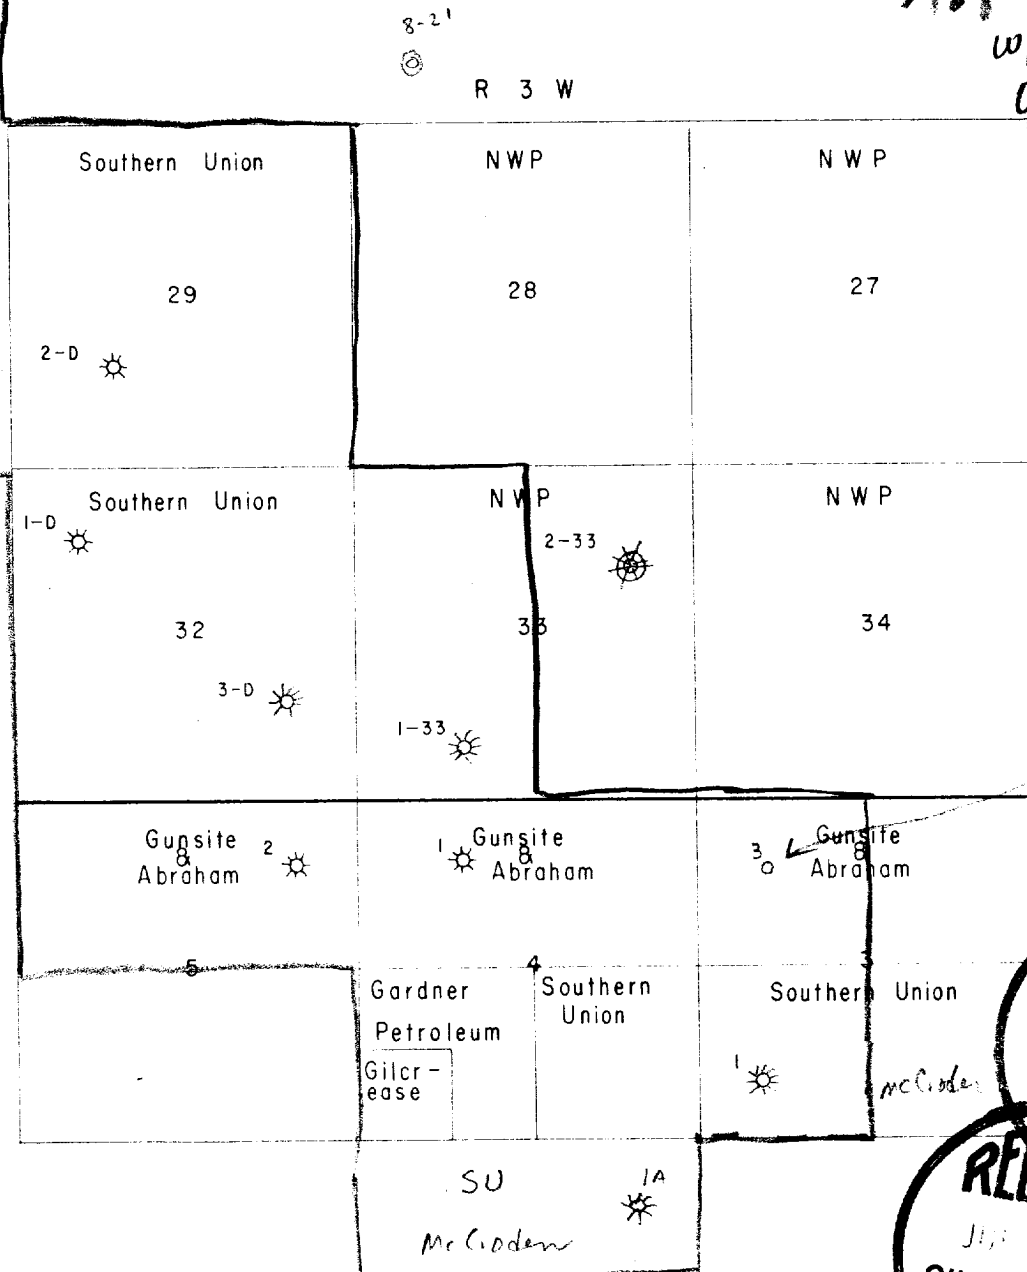 8-21
R 3 W
Southern Union
NWP
NWP
29
28
27
2-D
Southern Union
NWP
NWP
1-D
2-33
32
33
34
3-D
1-33
Gunsite
&
Abraham
2
1
Gunsite
&
Abraham
3
Gunsite
&
Abraham
5
4
3
Gardner
Petroleum
Southern
Union
Southern Union
Gilcr-
ease
1
SU
1A